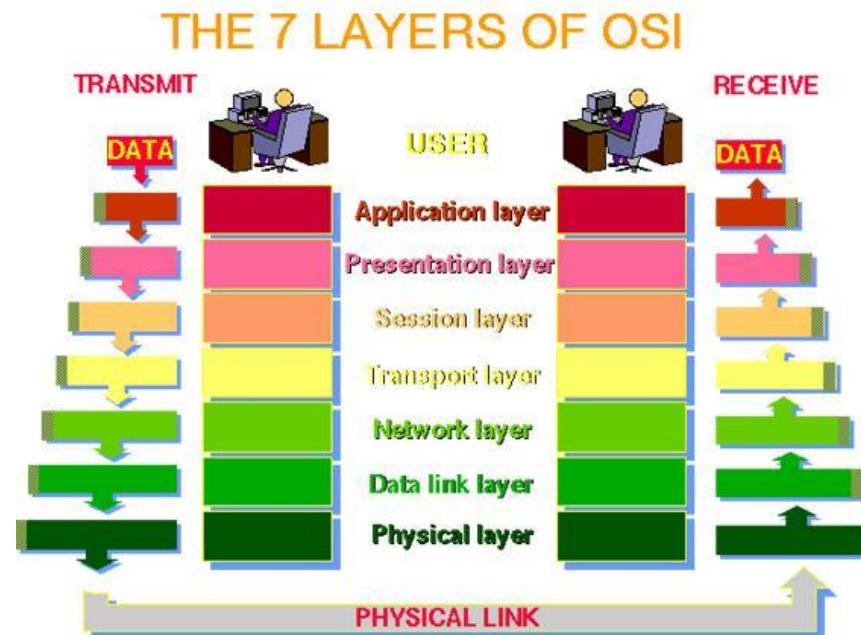 THE 7 LAYERS OF OSI
TRANSMIT
RECEIVE
USER
DATA
DATA
Application layer
Presentation layer
Session layer
Transport layer
Network layer
Data link layer
Physical layer
PHYSICAL LINK